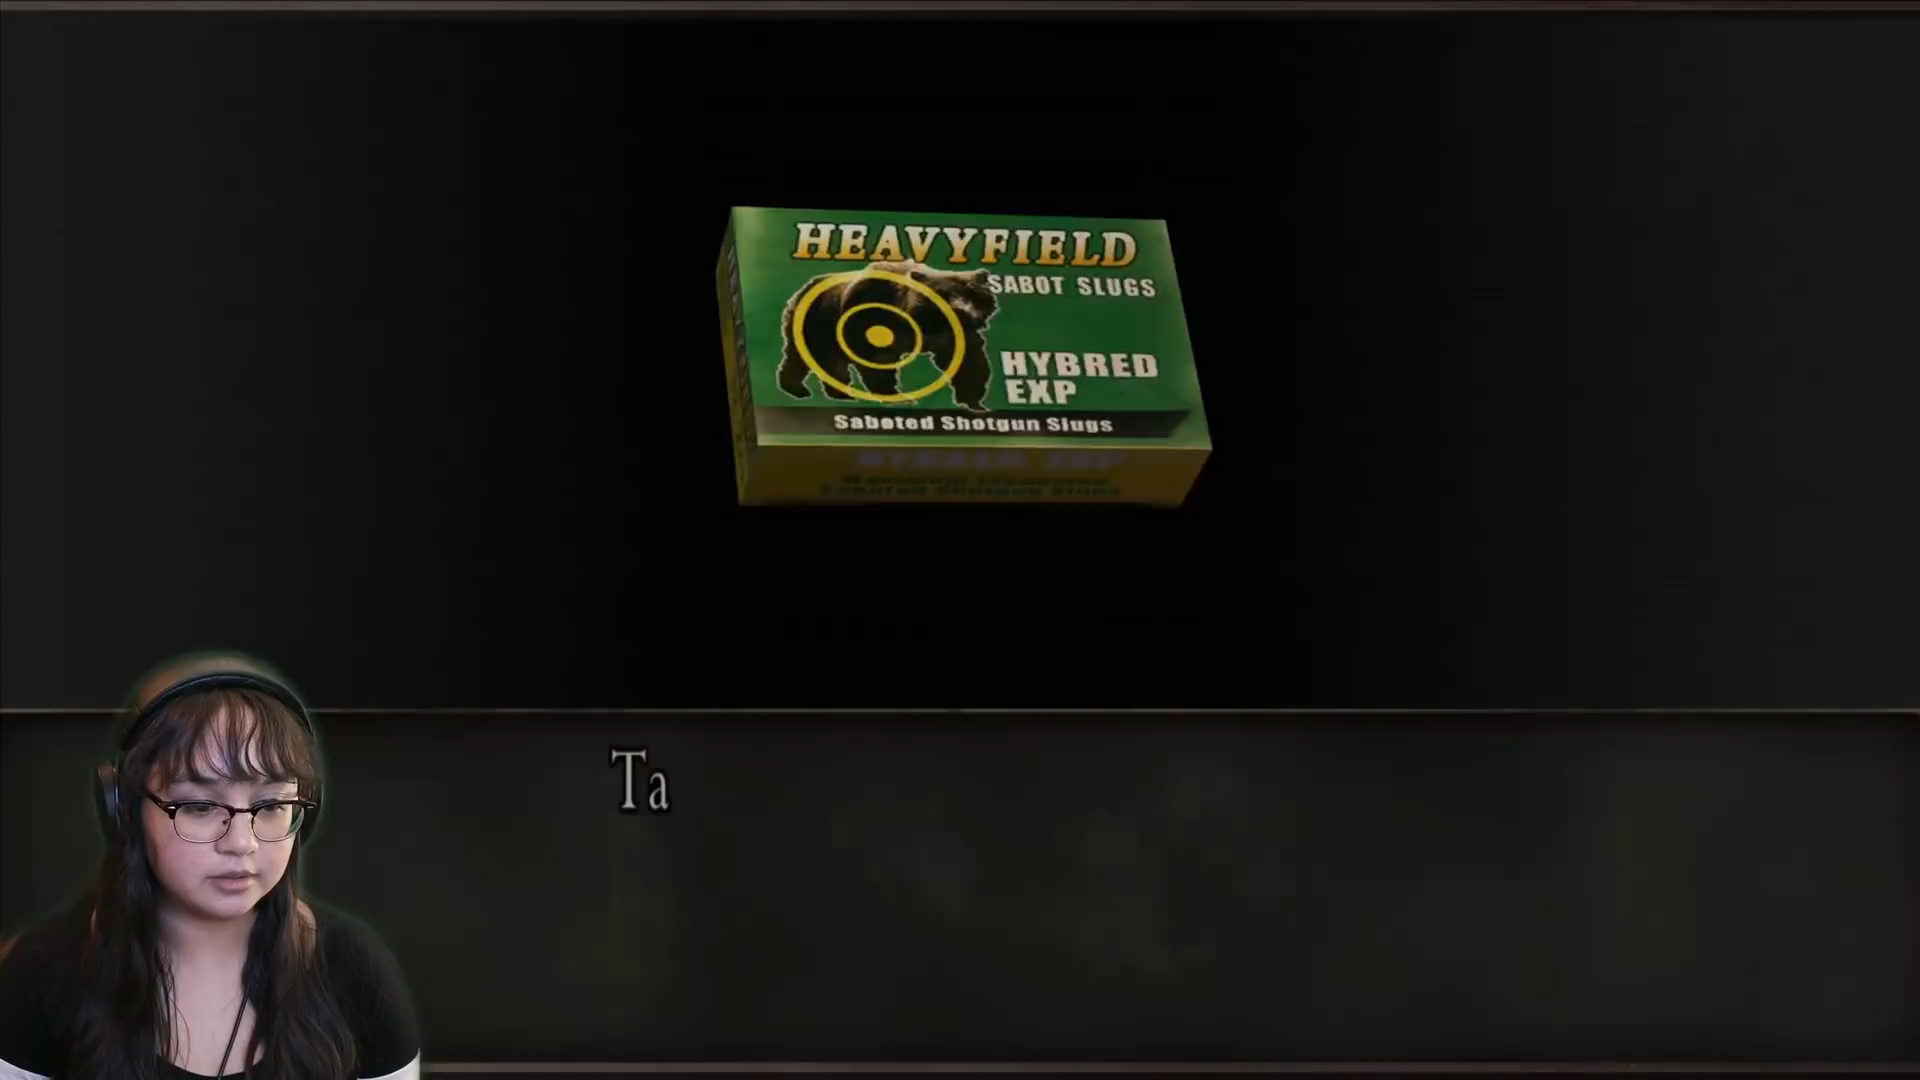 HEAVYFIELD
SABOT SLUGS
HYBRED
EXP
Saboted Shotgun Slugs
Ta